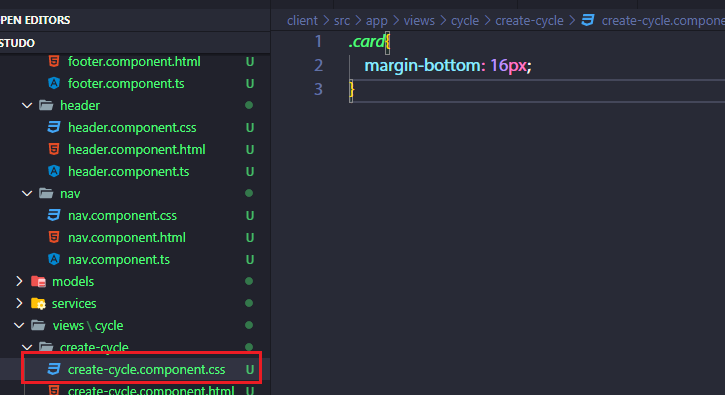 OPEN EDITORS
STUDO
footer.component.html U
footer.component.ts U
header
header.component.css U
header.component.html U
header.component.ts U
nav
nav.component.css U
nav.component.html U
nav.component.ts U
models
services
views \ cycle
create-cycle
create-cycle.component.css U
create-cycle.component.html U
client > src > app > views > cycle > create-cycle > create-cycle.compone
1 .card{
2 margin-bottom: 16px;
3 }